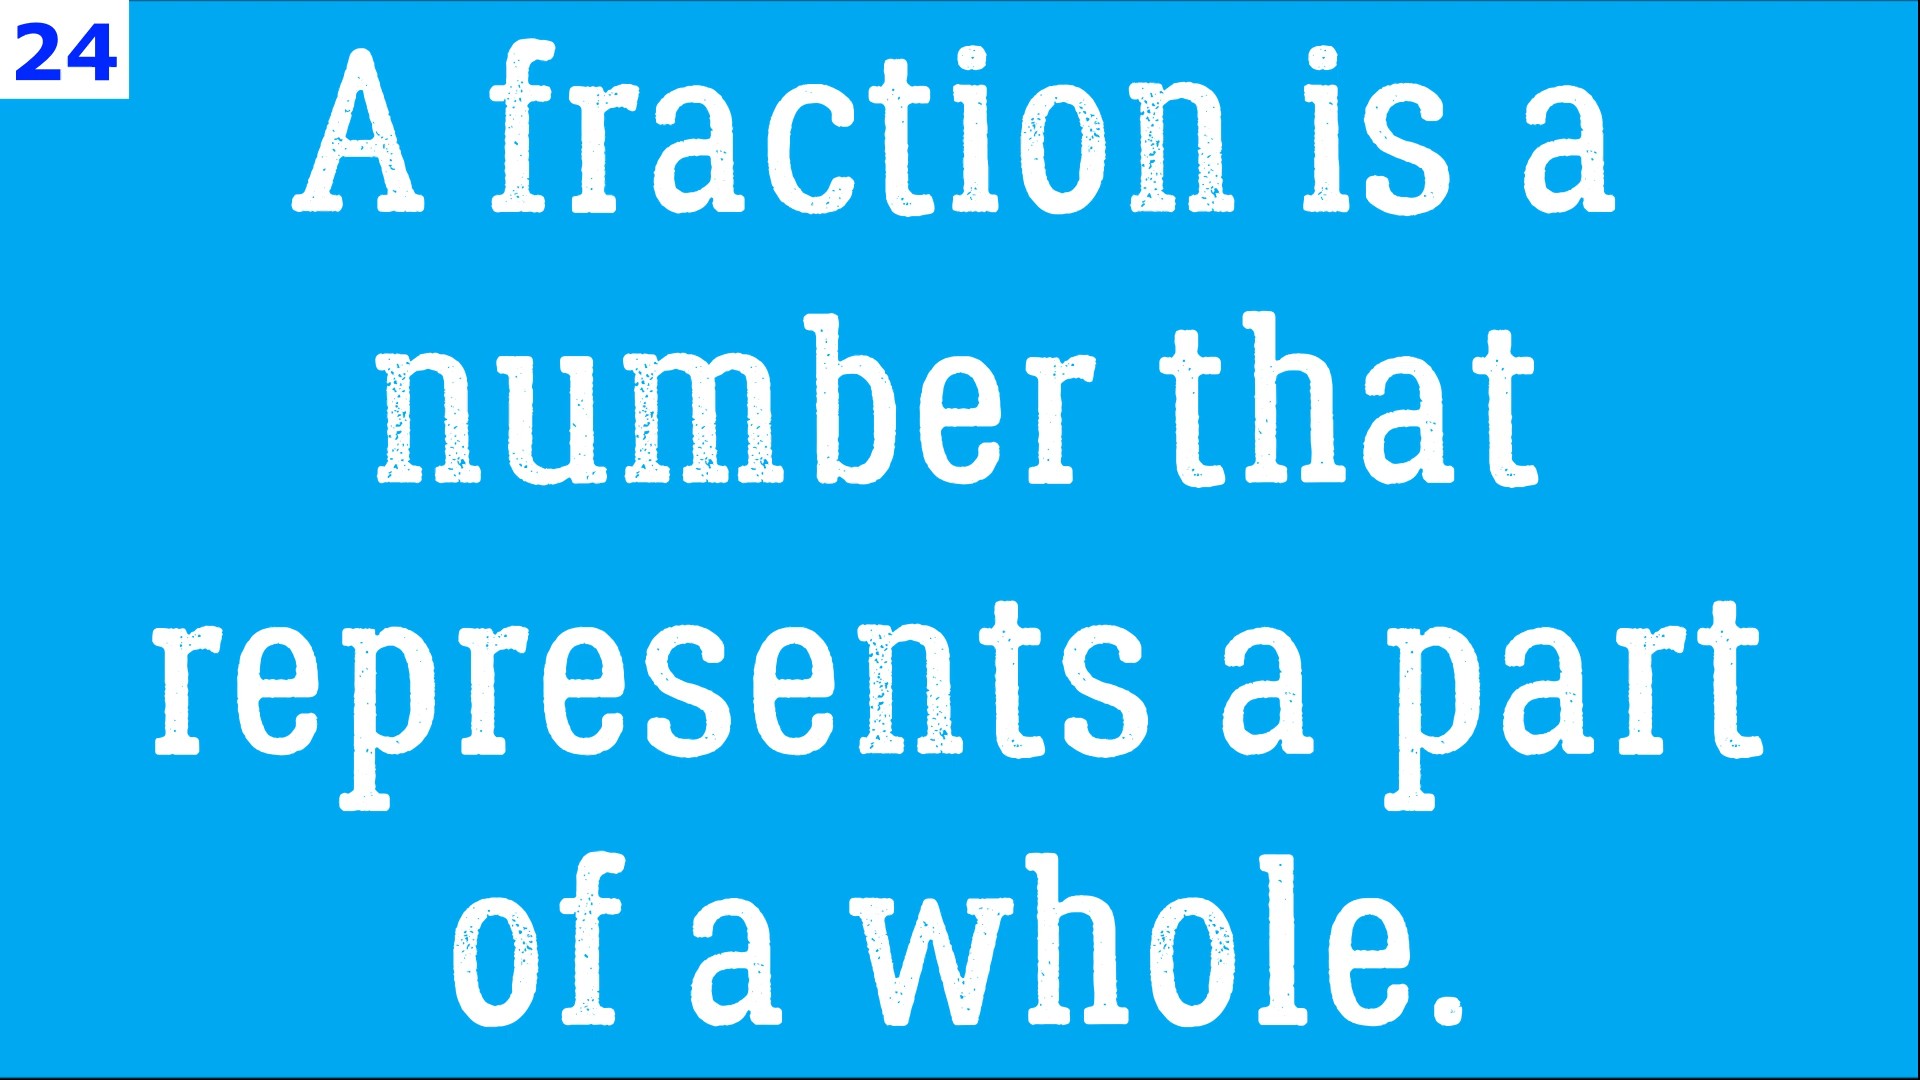 24
A fraction is a
number that
represents a part
of a whole.